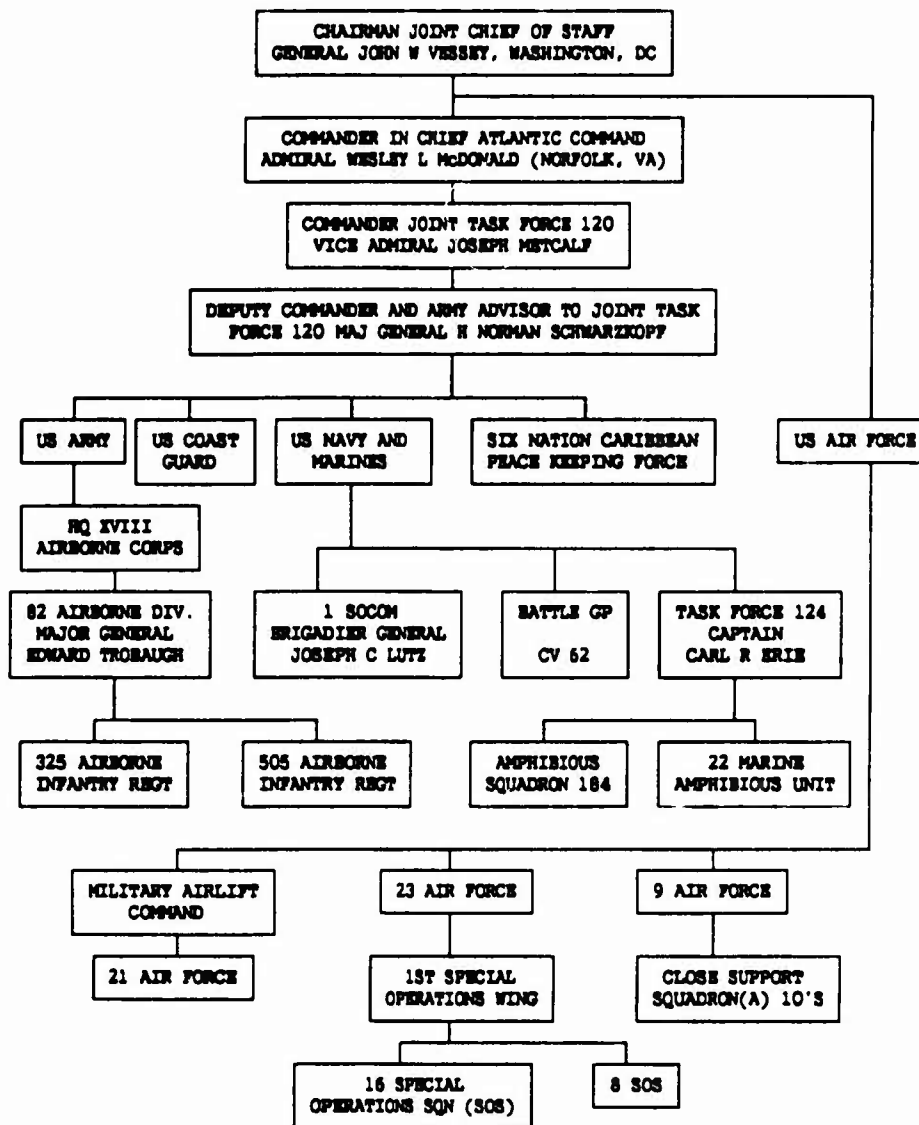 CHAIRMAN JOINT CHIEF OF STAFF
GENERAL JOHN W VESSEY, WASHINGTON, DC
COMMANDER IN CHIEF ATLANTIC COMMAND
ADMIRAL WESLEY L McDONALD (NORFOLK, VA)
COMMANDER JOINT TASK FORCE 120
VICE ADMIRAL JOSEPH METCALF
DEPUTY COMMANDER AND ARMY ADVISOR TO JOINT TASK
FORCE 120 MAJ GENERAL H NORMAN SCHWARZKOPF
US ARMY
US COAST
GUARD
US NAVY AND
MARINES
SIX NATION CARIBBEAN
PEACE KEEPING FORCE
US AIR FORCE
HQ XVIII
AIRBORNE CORPS
82 AIRBORNE DIV.
MAJOR GENERAL
EDWARD TROBAUGH
1 SOCOM
BRIGADIER GENERAL
JOSEPH C LUTZ
BATTLE GP
CV 62
TASK FORCE 124
CAPTAIN
CARL R ERIE
325 AIRBORNE
INFANTRY REGT
505 AIRBORNE
INFANTRY REGT
AMPHIBIOUS
SQUADRON 184
22 MARINE
AMPHIBIOUS UNIT
MILITARY AIRLIFT
COMMAND
23 AIR FORCE
9 AIR FORCE
21 AIR FORCE
1ST SPECIAL
OPERATIONS WING
CLOSE SUPPORT
SQUADRON(A) 10'S
16 SPECIAL
OPERATIONS SQN (SOS)
8 SOS